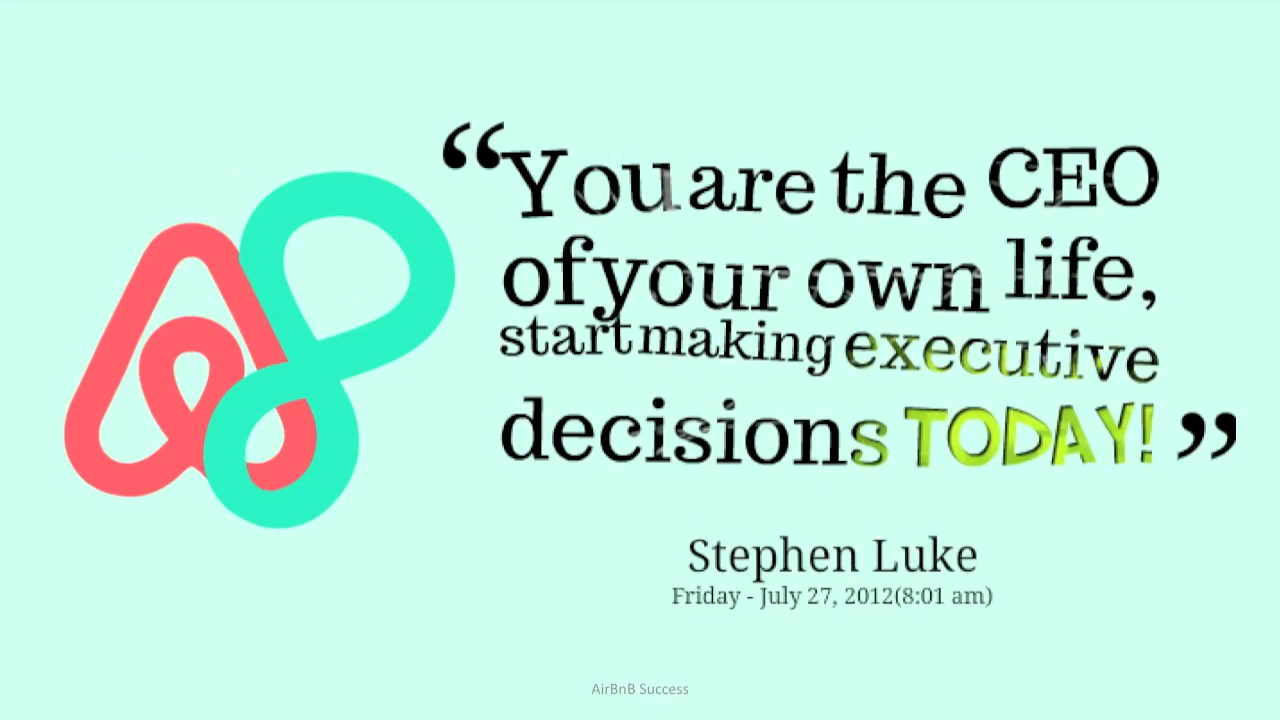 “You are the CEO
of your own life,
start making executive
decisions TODAY! ”
Stephen Luke
Friday - July 27, 2012(8:01 am)
AirBnB Success